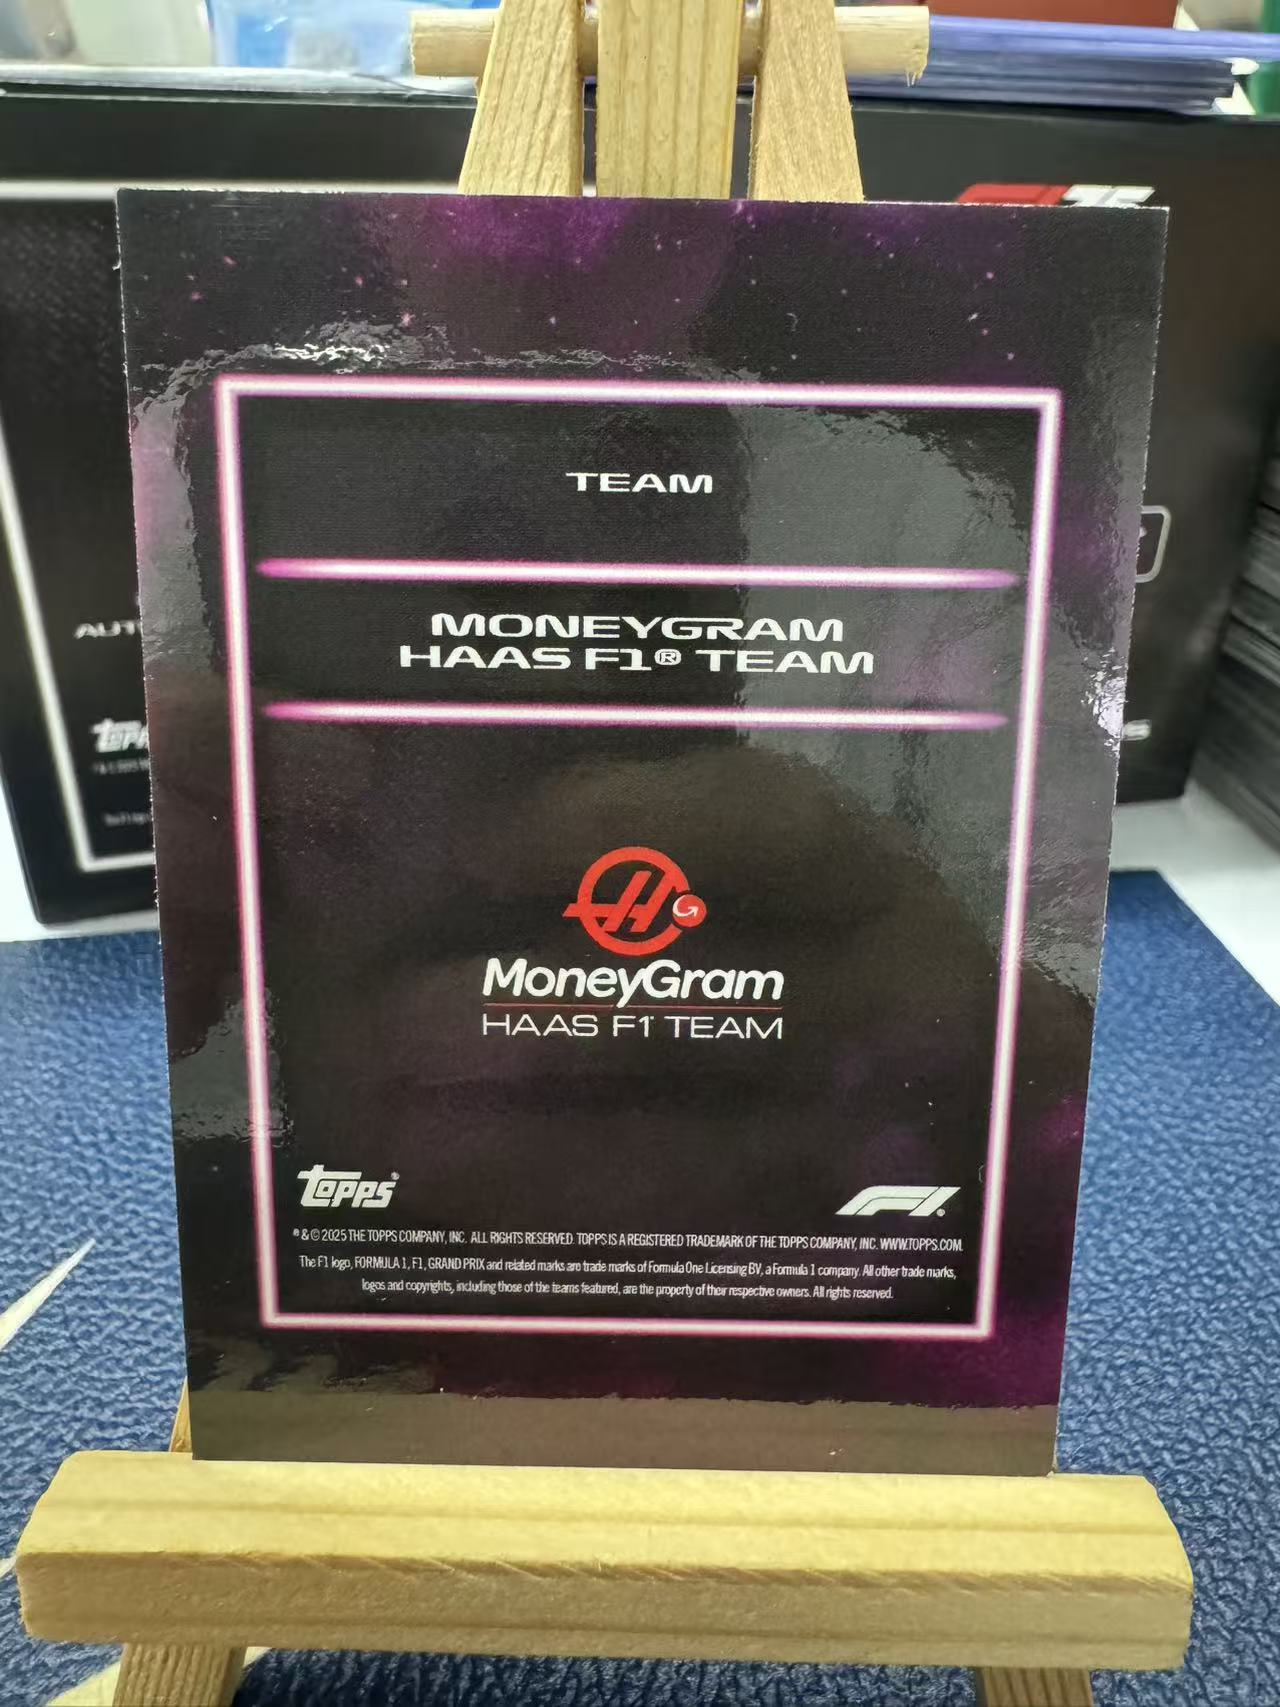 TEAM
MONEYGRAM
HAAS F1® TEAM
H
MoneyGram
HAAS F1 TEAM
topps®
F1®
® & © 2025 THE TOPPS COMPANY, INC. ALL RIGHTS RESERVED. TOPPS IS A REGISTERED TRADEMARK OF THE TOPPS COMPANY, INC. WWW.TOPPS.COM.
The F1 logo, FORMULA 1, F1, GRAND PRIX and related marks are trade marks of Formula One Licensing BV, a Formula 1 company. All other trade marks,
logos and copyrights, including those of the teams featured, are the property of their respective owners. All rights reserved.